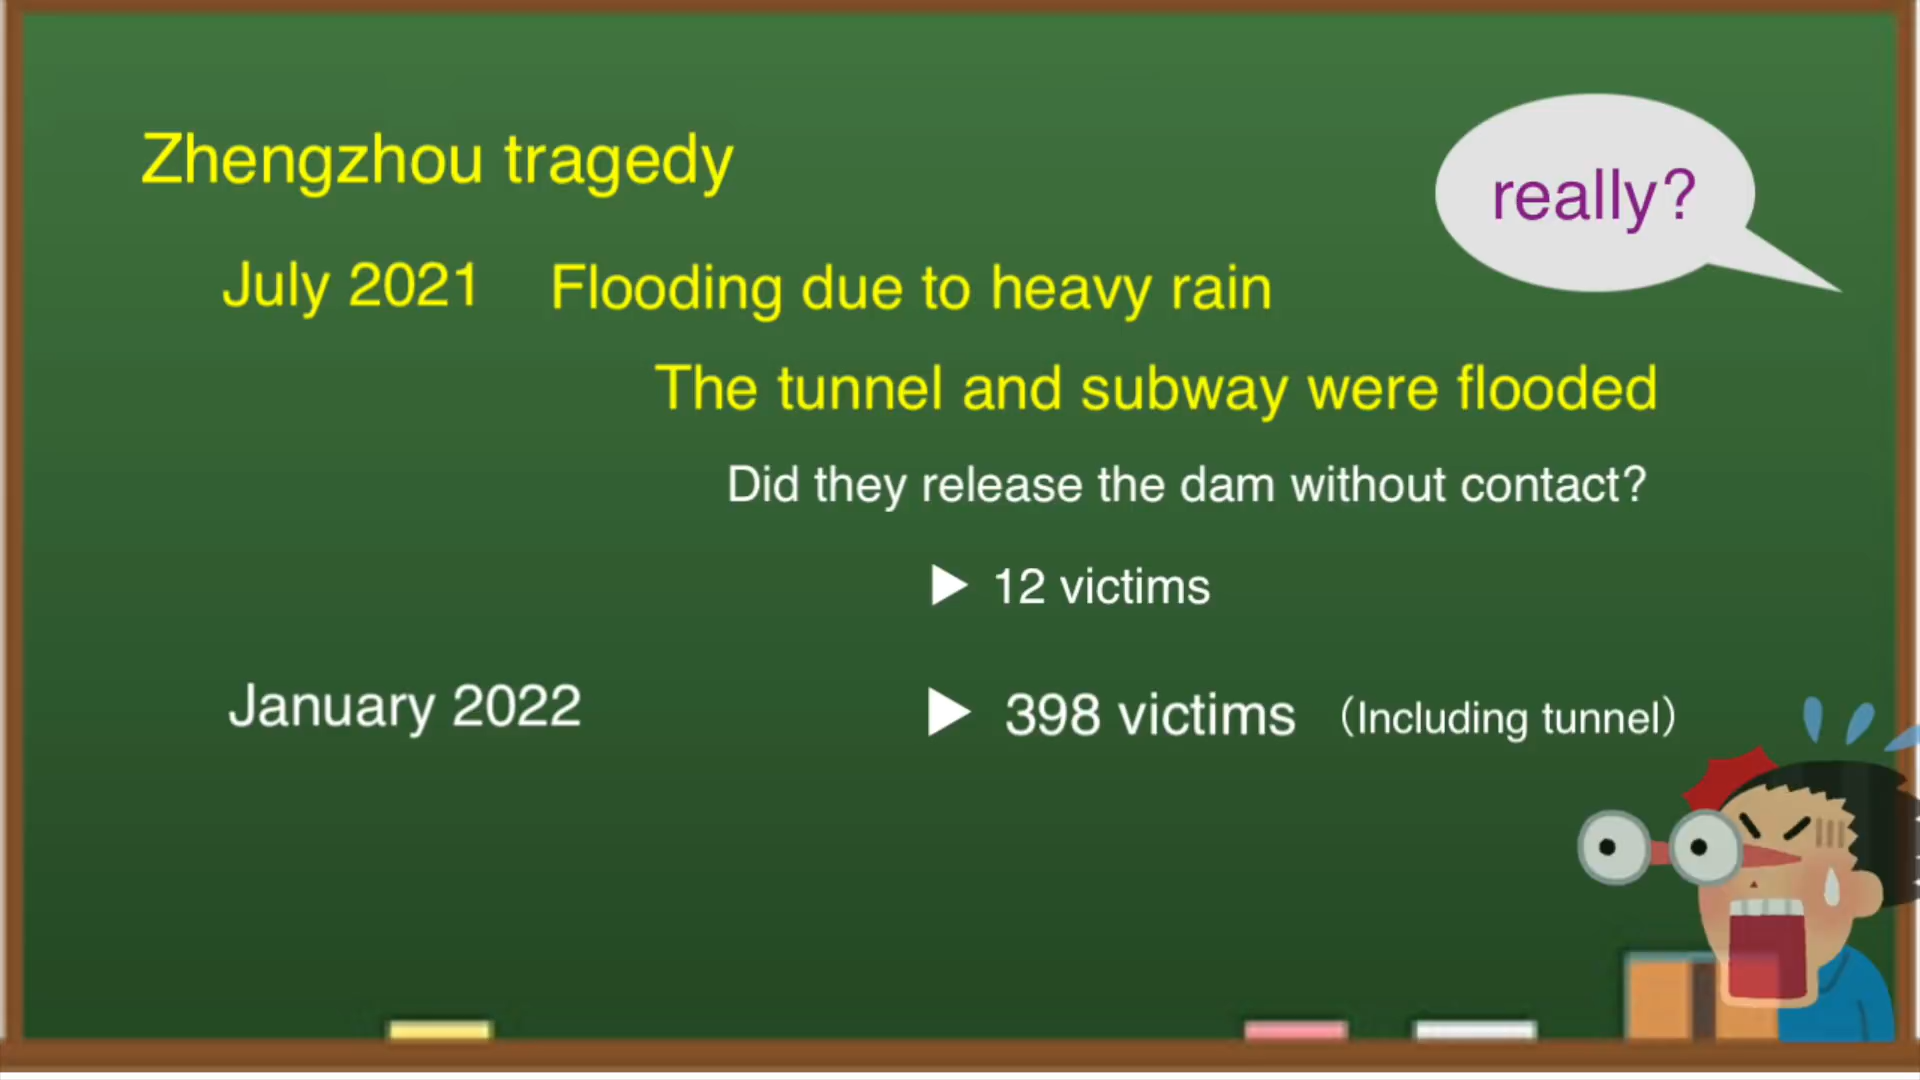 Zhengzhou tragedy
really?
July 2021 Flooding due to heavy rain
The tunnel and subway were flooded
Did they release the dam without contact?
▶ 12 victims
January 2022 ▶ 398 victims （Including tunnel）